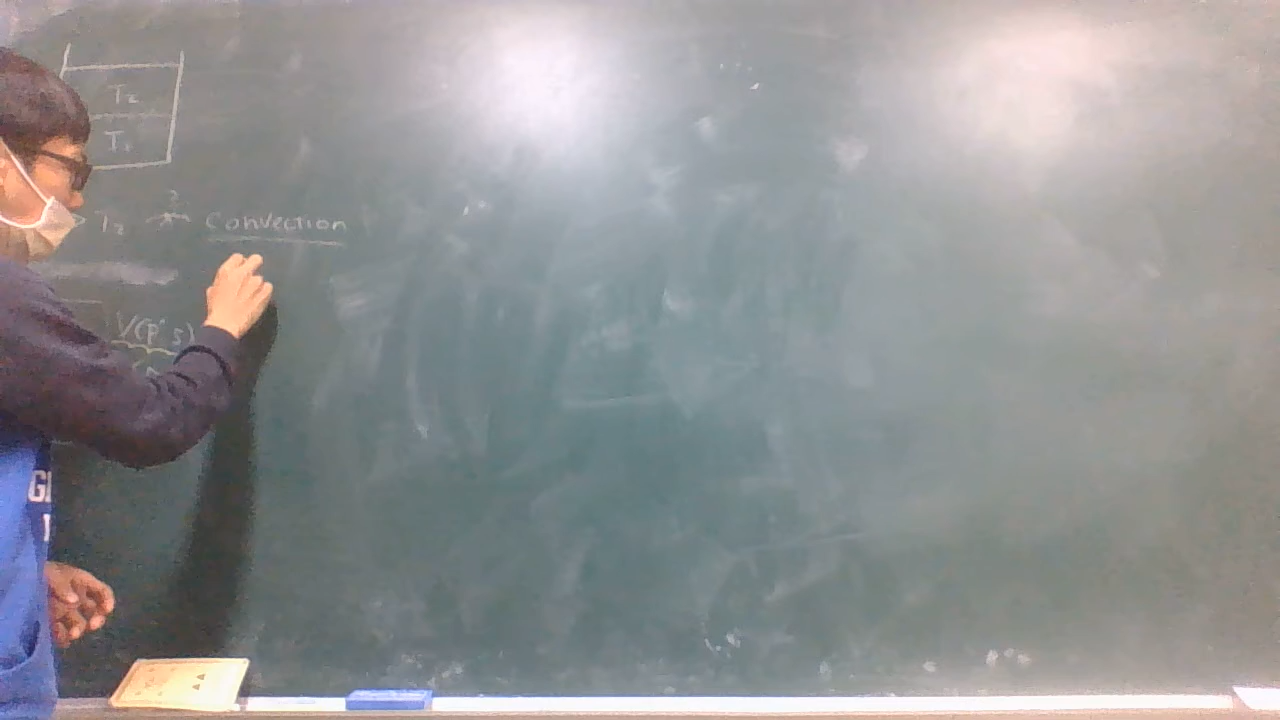 T₂
T₁
T₂ ? Convection
V(p's)